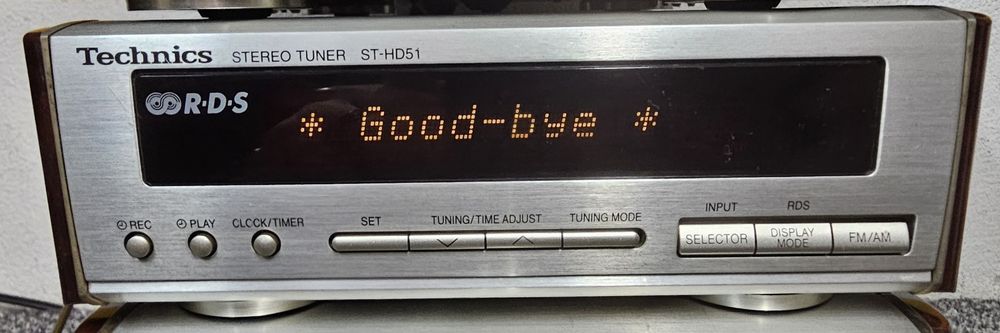 Technics STEREO TUNER ST-HD51
R·D·S
* Good-bye *
INPUT RDS
REC PLAY CLOCK/TIMER SET TUNING/TIME ADJUST TUNING MODE
SELECTOR DISPLAY MODE FM/AM